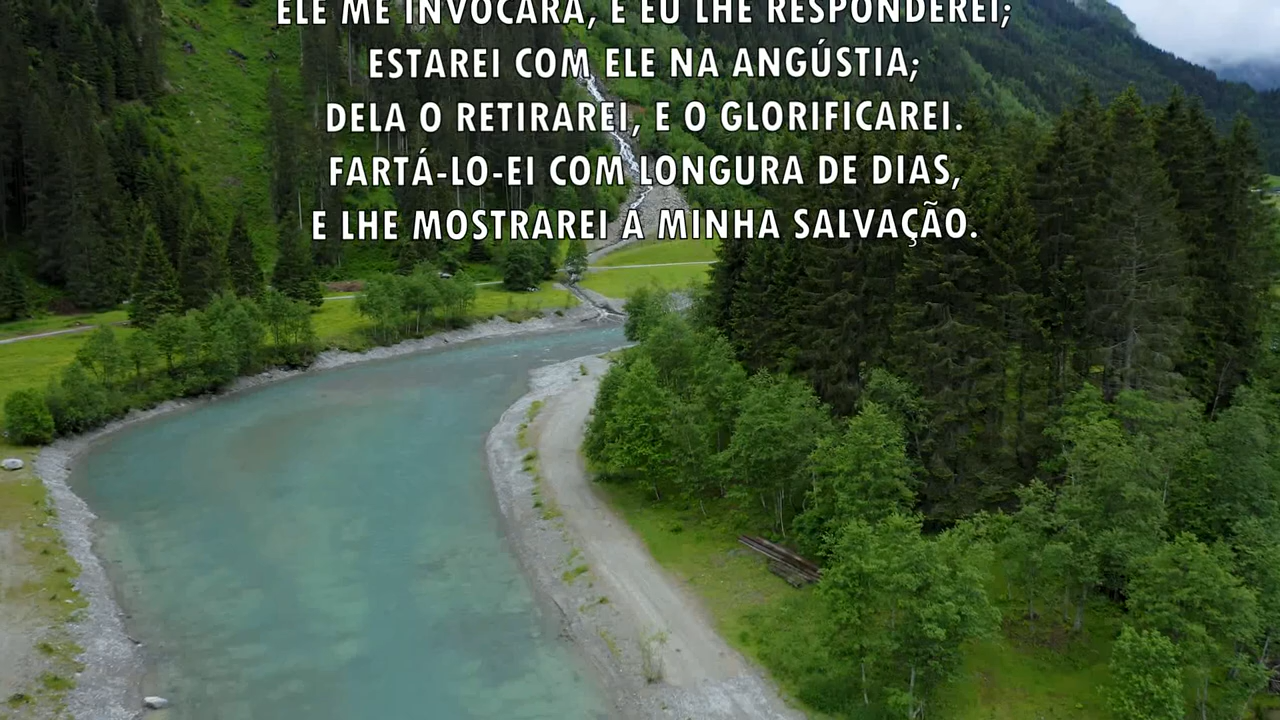 ELE ME INVOCARÁ, E EU LHE RESPONDEREI;
ESTAREI COM ELE NA ANGÚSTIA;
DELA O RETIRAREI, E O GLORIFICAREI.
FARTÁ-LO-EI COM LONGURA DE DIAS,
E LHE MOSTRAREI A MINHA SALVAÇÃO.